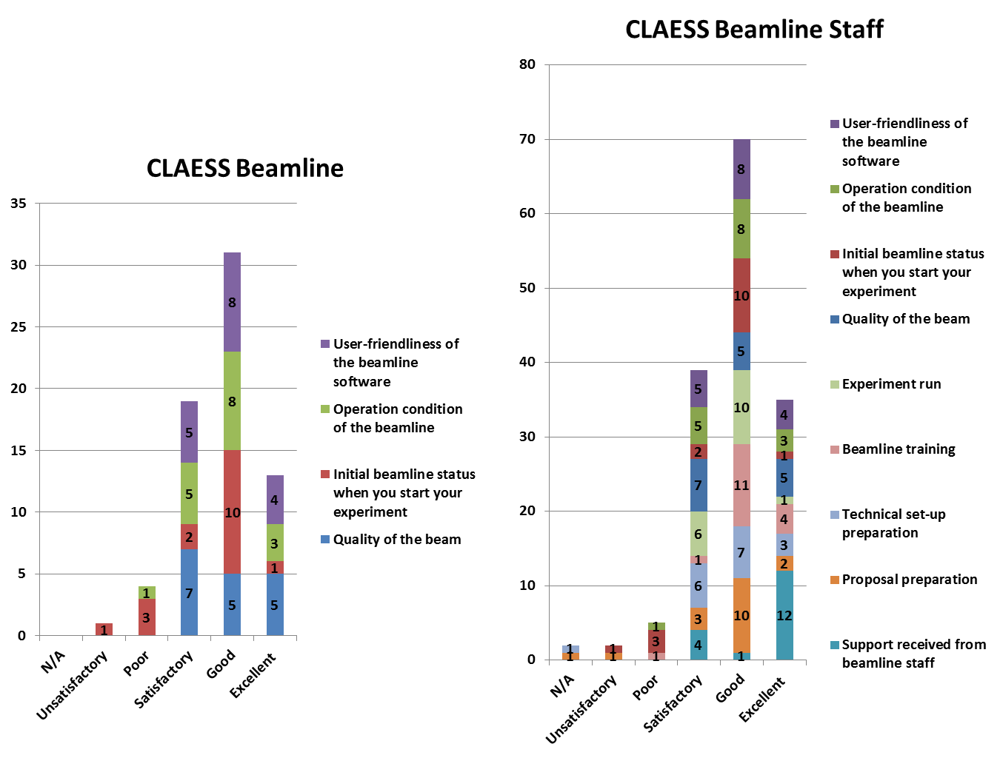 CLAESS Beamline
35
30
25
20
15
10
5
0
1
3
1
7
2
5
5
5
10
8
8
5
1
3
4
N/A
Unsatisfactory
Poor
Satisfactory
Good
Excellent
User-friendliness of
the beamline
software
Operation condition
of the beamline
Initial beamline status
when you start your
experiment
Quality of the beam
CLAESS Beamline Staff
80
70
60
50
40
30
20
10
0
1
1
1
1
1
3
1
4
3
6
1
6
7
2
5
5
1
10
7
11
10
5
10
8
8
12
2
3
4
1
5
1
3
4
N/A
Unsatisfactory
Poor
Satisfactory
Good
Excellent
User-friendliness of
the beamline
software
Operation condition
of the beamline
Initial beamline status
when you start your
experiment
Quality of the beam
Experiment run
Beamline training
Technical set-up
preparation
Proposal preparation
Support received from
beamline staff